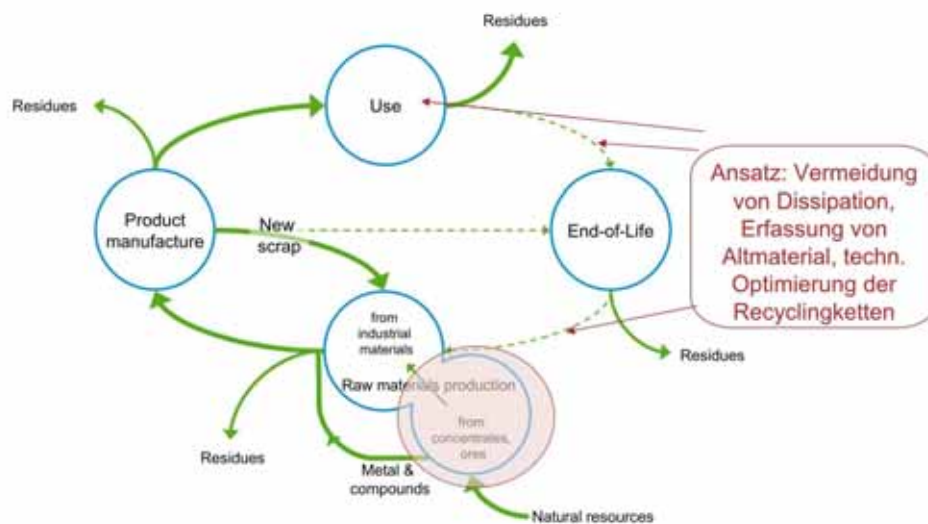 Residues
Use
Residues
Ansatz: Vermeidung
von Dissipation,
Erfassung von
Altmaterial, techn.
Optimierung der
Recyclingketten
Product
manufacture
New
scrap
End-of-Life
from
industrial
materials
Residues
Raw materials production
from
concentrates,
ores
Residues
Metal &
compounds
Natural resources